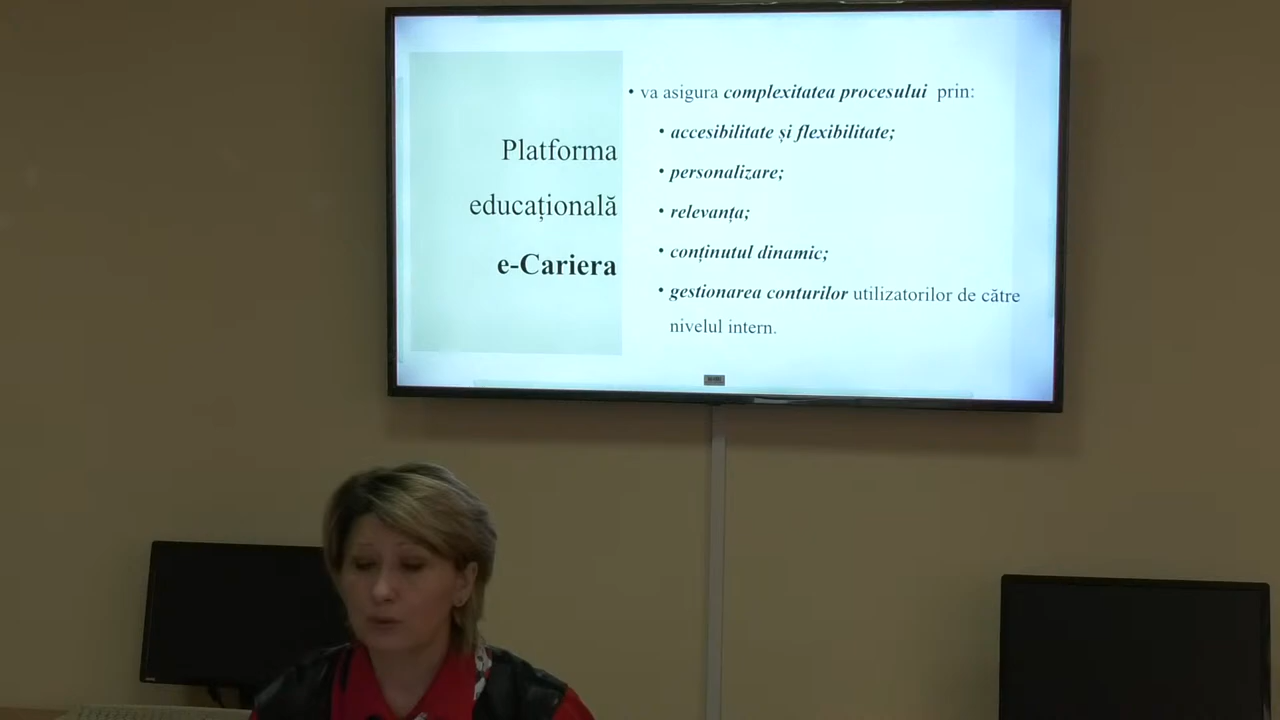 Platforma
educațională
e-Cariera
• va asigura complexitatea procesului prin:
• accesibilitate și flexibilitate;
• personalizare;
• relevanța;
• conținutul dinamic;
• gestionarea conturilor utilizatorilor de către
nivelul intern.